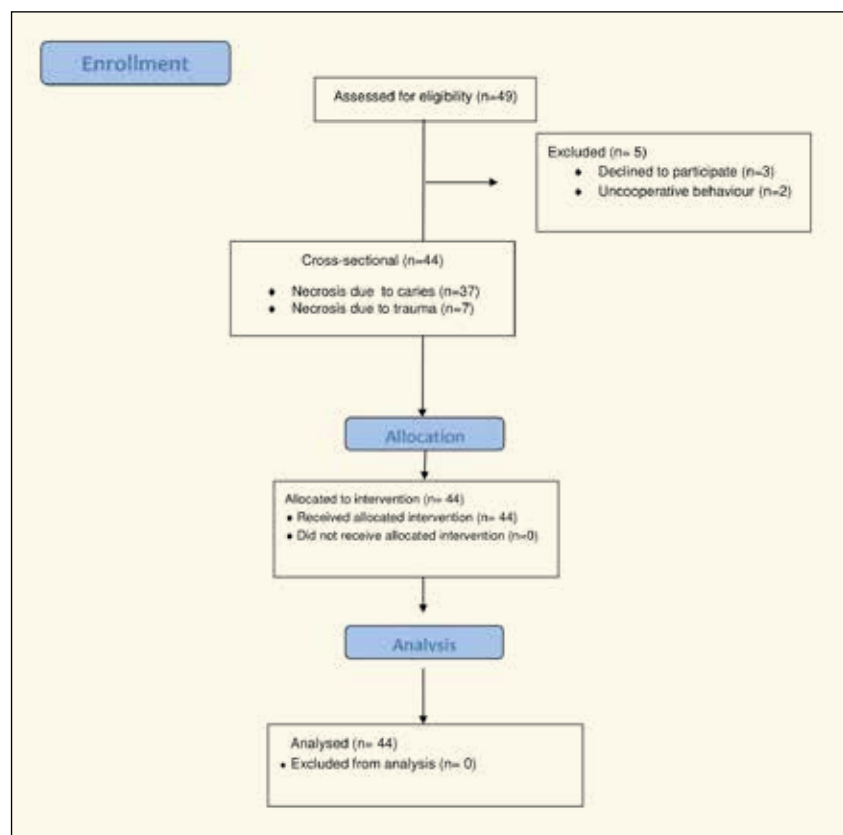 Enrollment
Assessed for eligibility (n=49)
Excluded (n= 5)
♦ Declined to participate (n=3)
♦ Uncooperative behaviour (n=2)
Cross-sectional (n=44)
♦ Necrosis due to caries (n=37)
♦ Necrosis due to trauma (n=7)
Allocation
Allocated to intervention (n= 44)
♦ Received allocated intervention (n= 44)
♦ Did not receive allocated intervention (n=0)
Analysis
Analysed (n= 44)
♦ Excluded from analysis (n= 0)